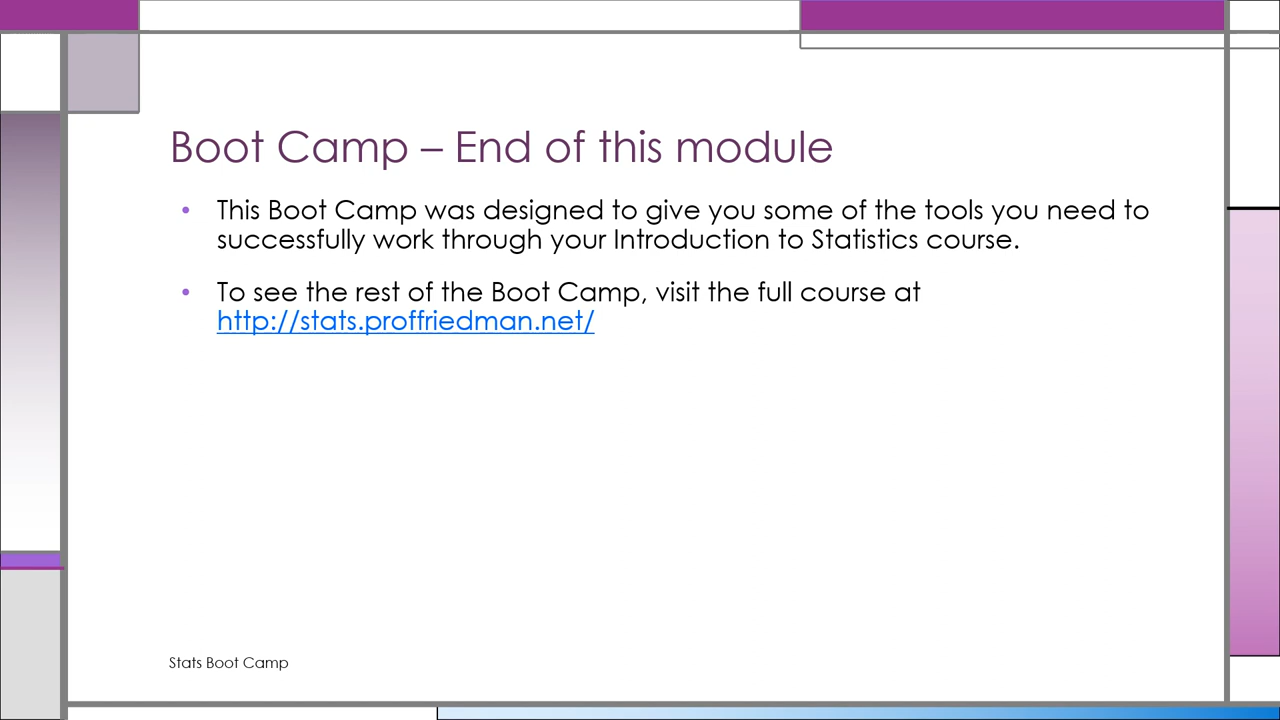 Boot Camp – End of this module
• This Boot Camp was designed to give you some of the tools you need to
successfully work through your Introduction to Statistics course.
• To see the rest of the Boot Camp, visit the full course at
http://stats.proffriedman.net/
Stats Boot Camp